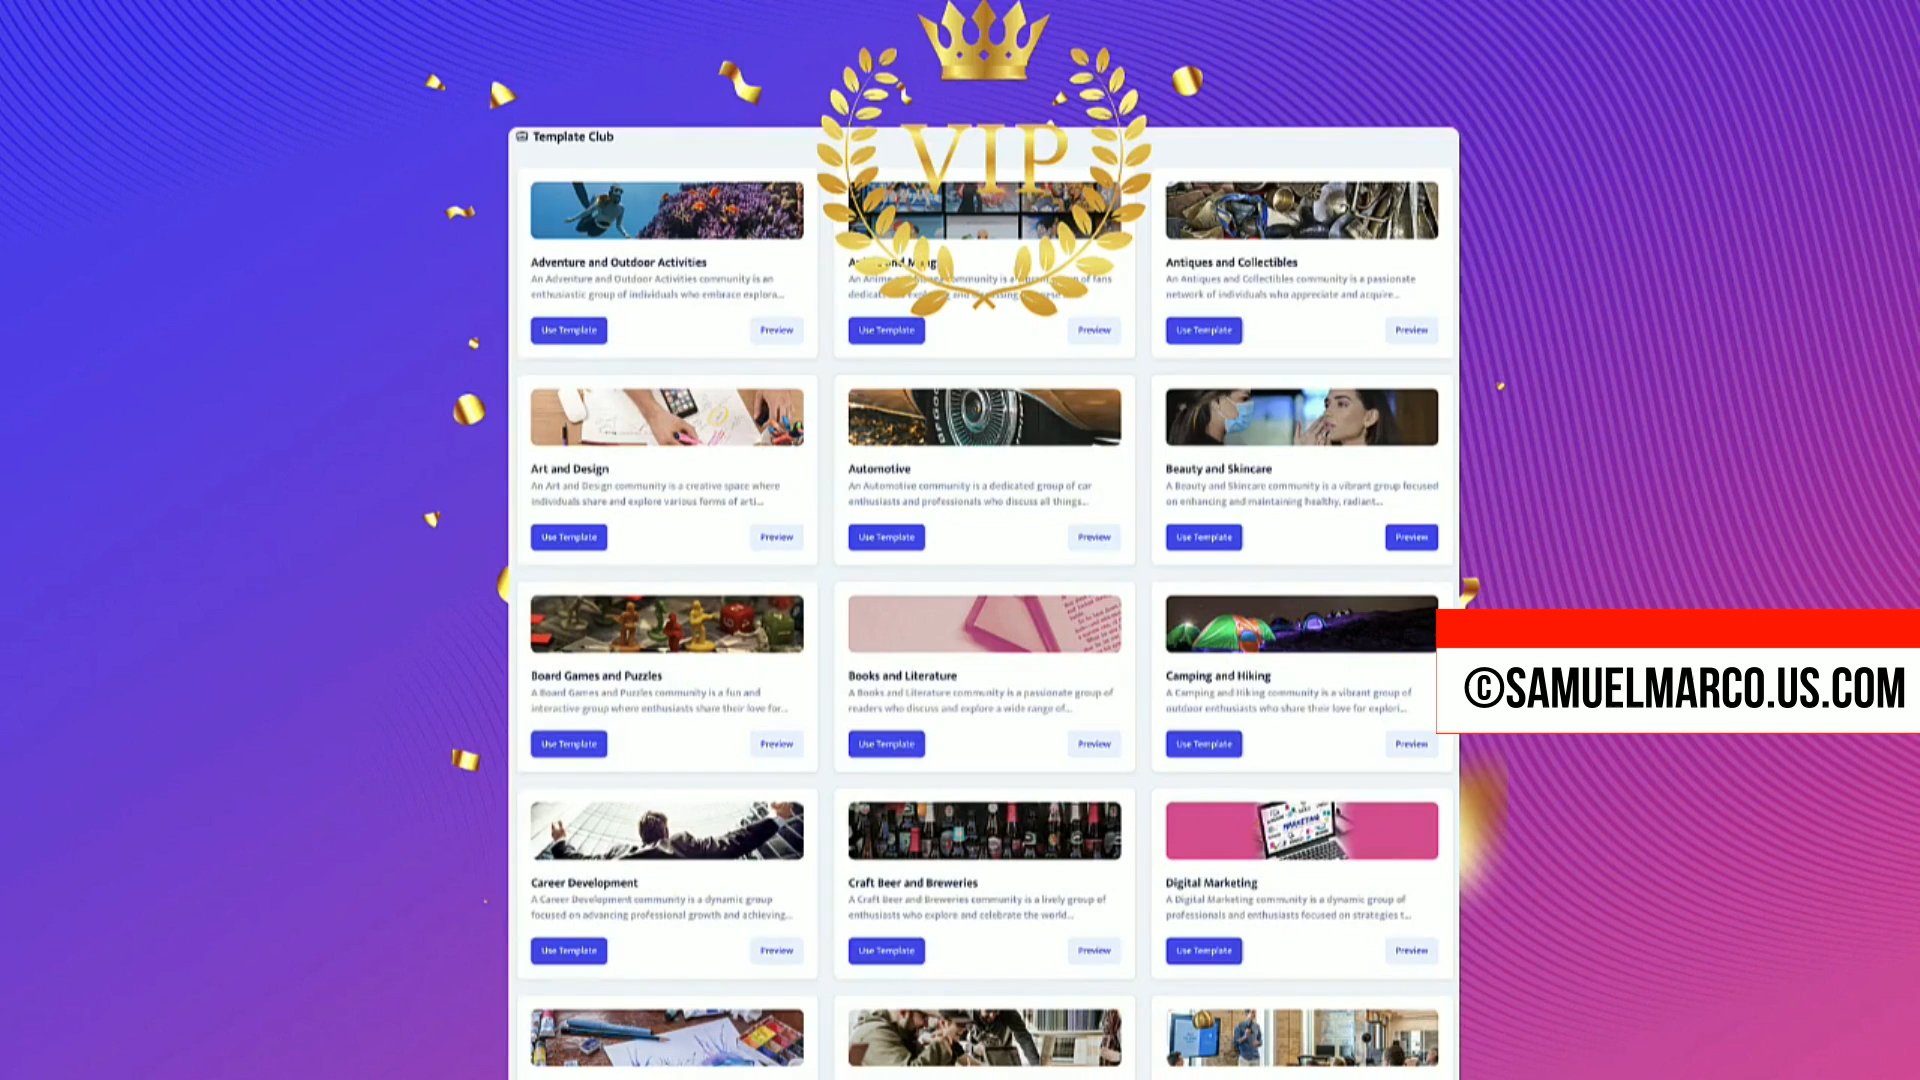 VIP
Template Club
Adventure and Outdoor Activities
An Adventure and Outdoor Activities community is an
enthusiastic group of individuals who embrace explora...
Use Template
Preview
An Anime community is a of fans
dedicat and
Use Template
Preview
Antiques and Collectibles
An Antiques and Collectibles community is a passionate
network of individuals who appreciate and acquire...
Use Template
Preview
Art and Design
An Art and Design community is a creative space where
individuals share and explore various forms of arti...
Use Template
Preview
Automotive
An Automotive community is a dedicated group of car
enthusiasts and professionals who discuss all things...
Use Template
Preview
Beauty and Skincare
A Beauty and Skincare community is a vibrant group focused
on enhancing and maintaining healthy, radiant...
Use Template
Preview
Board Games and Puzzles
A Board Games and Puzzles community is a fun and
interactive group where enthusiasts share their love for...
Use Template
Preview
Books and Literature
A Books and Literature community is a passionate group of
readers who discuss and explore a wide range of...
Use Template
Preview
Camping and Hiking
A Camping and Hiking community is a vibrant group of
outdoor enthusiasts who share their love for explori...
Use Template
Preview
©SAMUELMARCO.US.COM
Career Development
A Career Development community is a dynamic group
focused on advancing professional growth and achieving...
Use Template
Preview
Craft Beer and Breweries
A Craft Beer and Breweries community is a lively group of
enthusiasts who explore and celebrate the world...
Use Template
Preview
MARKETING
Digital Marketing
A Digital Marketing community is a dynamic group of
professionals and enthusiasts focused on strategies t...
Use Template
Preview